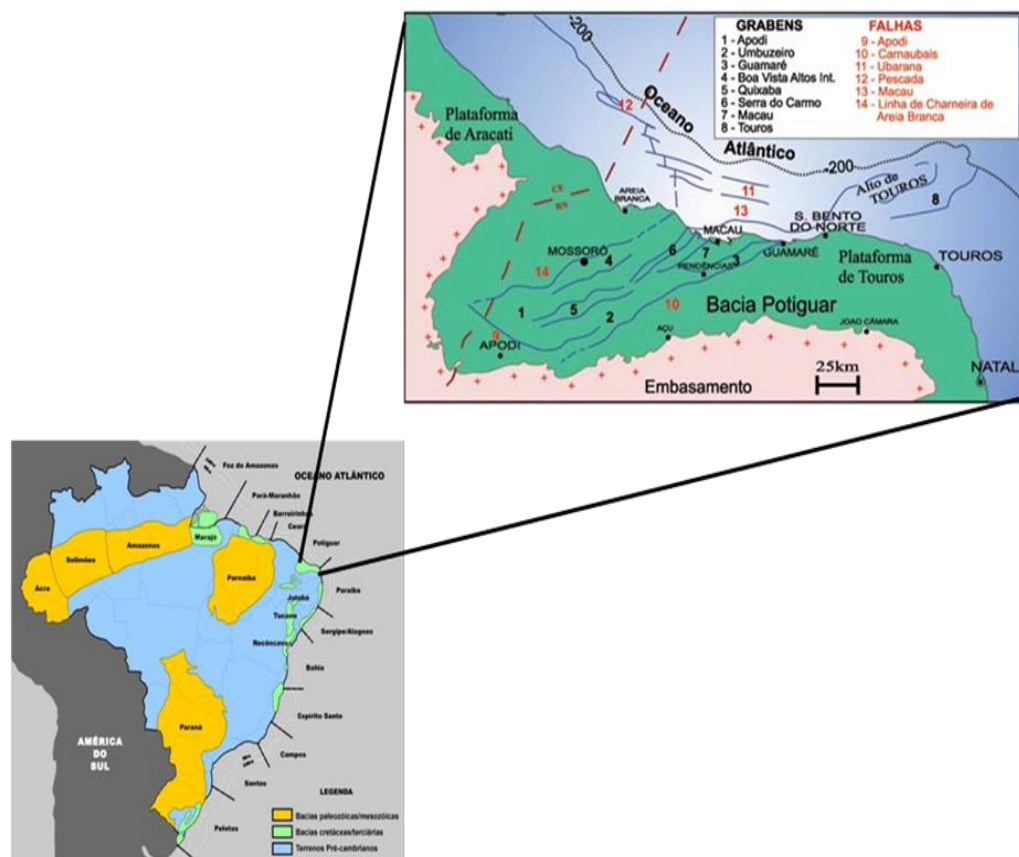 GRABENS
1 - Apodi
2 - Umbuzeiro
3 - Guamaré
4 - Boa Vista Altos Int.
5 - Quixaba
6 - Serra do Carmo
7 - Macau
8 - Touros
FALHAS
9 - Apodi
10 - Carnaubais
11 - Ubarana
12 - Pescada
13 - Macau
14 - Linha de Charneira de
Areia Branca
-200
12
Oceano
Atlântico
-200
Plataforma
de Aracati
CE
RN
AREIA
BRANCA
11
13
Alto de
TOUROS
8
S. BENTO
DO NORTE
MACAU
MOSSORÓ
14
4
6
7
3
GUAMARÉ
PENDÊNCIAS
Plataforma
de Touros
TOUROS
1
5
2
10
Bacia Potiguar
9
APODI
AÇU
JOAO CÂMARA
NATAL
25km
Embasamento
Foz do Amazonas
OCEANO ATLÂNTICO
Pará-Maranhão
Barreirinhas
Ceará
Potiguar
Marajó
Amazonas
Solimões
Acre
Parnaíba
Jatobá
Paraíba
Tucano
Sergipe/Alagoas
Recôncavo
Bahia
Espírito Santo
Paraná
Campos
Santos
Pelotas
AMÉRICA
DO
SUL
LEGENDA
Bacias paleozóicas/mesozóicas
Bacias cretáceas/terciárias
Terrenos Pré-cambrianos